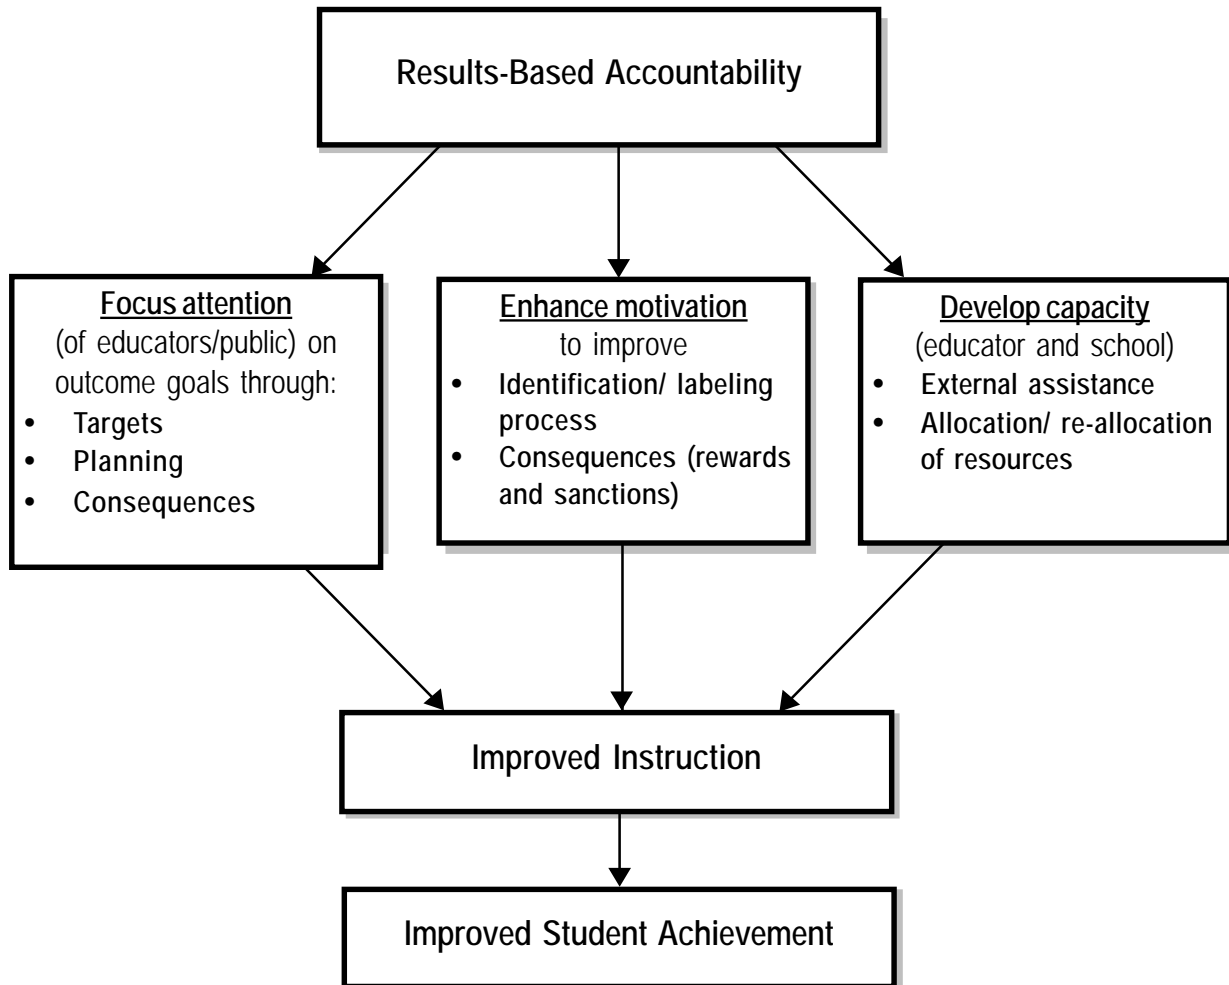 Results-Based Accountability
Focus attention
(of educators/public) on
outcome goals through:
• Targets
• Planning
• Consequences
Enhance motivation
to improve
• Identification/ labeling
process
• Consequences (rewards
and sanctions)
Develop capacity
(educator and school)
• External assistance
• Allocation/ re-allocation
of resources
Improved Instruction
Improved Student Achievement